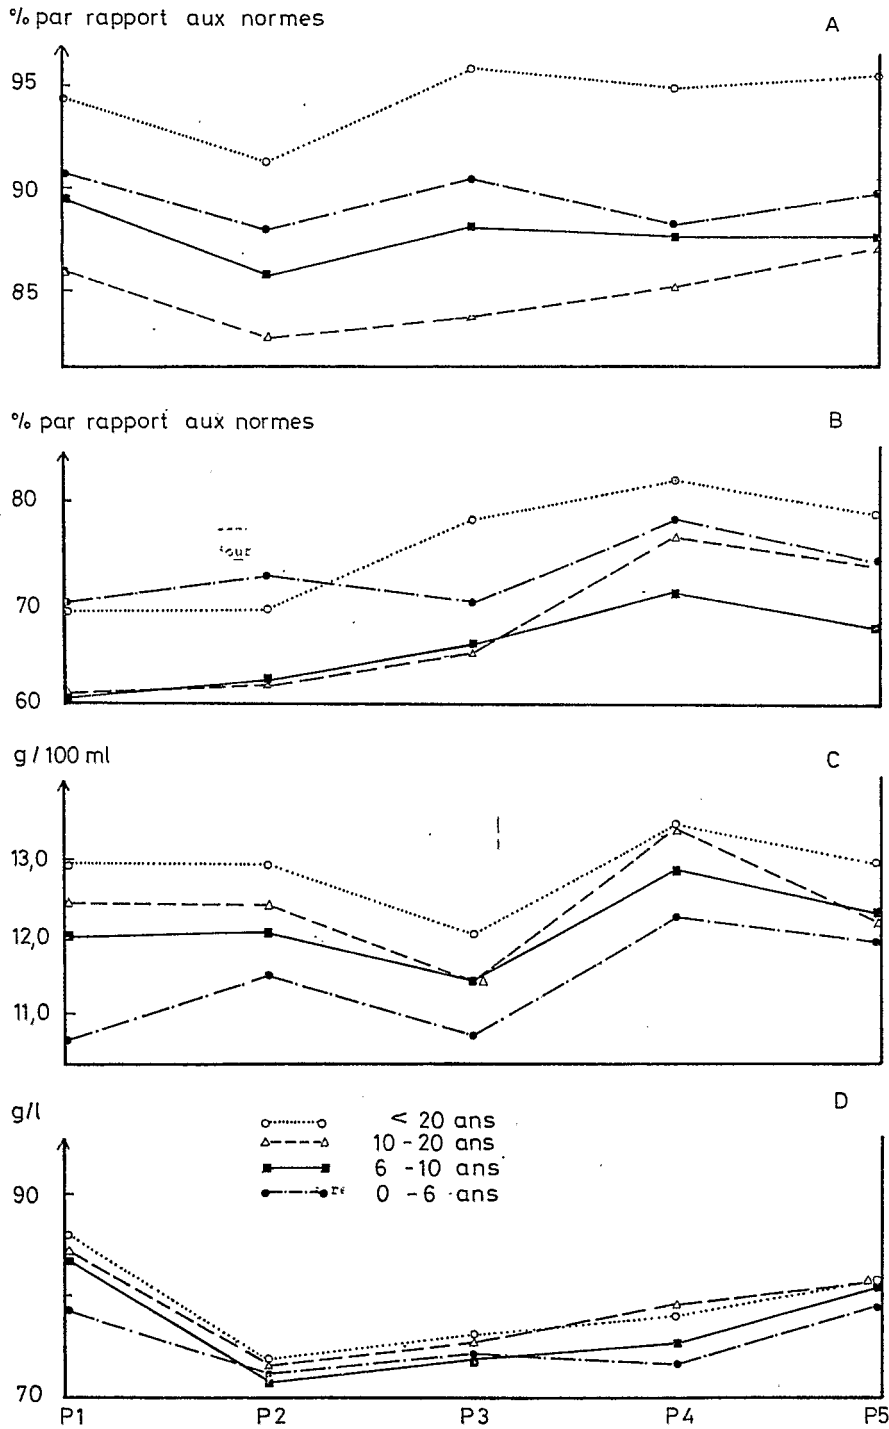 % par rapport aux normes
A
95
90
85
% par rapport aux normes
B
80
70
60
g / 100 ml
C
13,0
12,0
11,0
g/l
D
< 20 ans
10 - 20 ans
6 - 10 ans
0 - 6 ans
90
70
P1 P2 P3 P4 P5